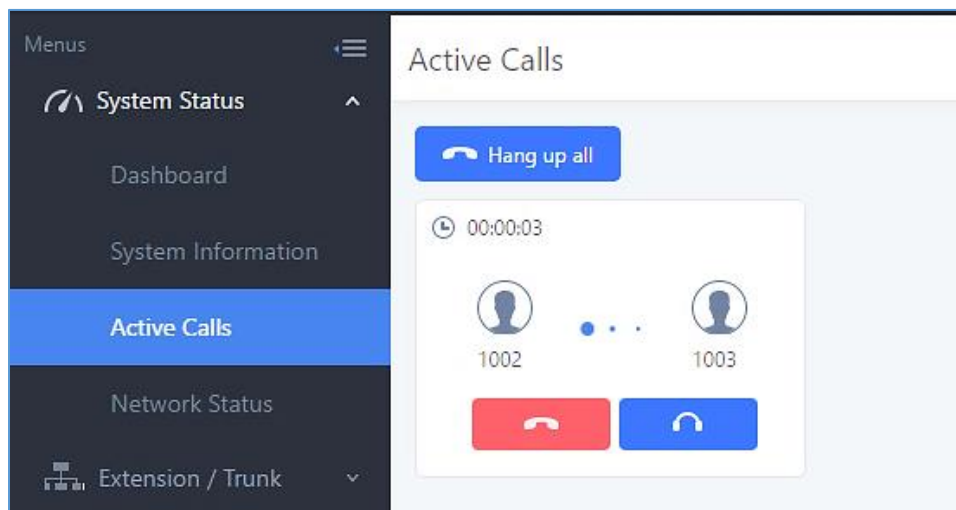 Menus
System Status
Dashboard
System Information
Active Calls
Network Status
Extension / Trunk
Active Calls
Hang up all
00:00:03
1002
1003